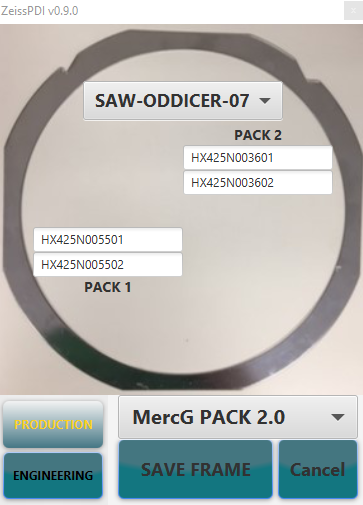 ZeissPDI v0.9.0
x
SAW-ODDICER-07
PACK 2
HX425N003601
HX425N003602
HX425N005501
HX425N005502
PACK 1
PRODUCTION
MercG PACK 2.0
ENGINEERING
SAVE FRAME
Cancel